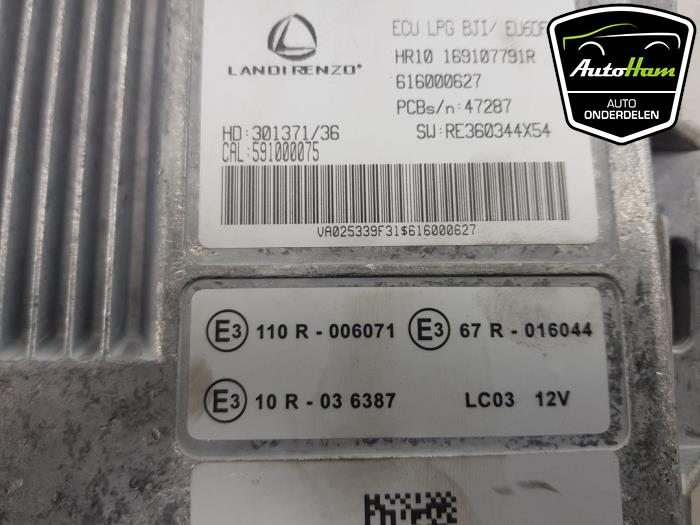 ECU LPG BJI/ EU6DF
HR10 169107791R
LANDIRENZO®
616000627
PCBs/n: 47287
HD:301371/36
SW:RE360344X54
CAL:591000075
VA025339F31$616000627
E3 110 R - 006071 E3 67 R - 016044
E3 10 R - 03 6387 LC03 12V
AutoHam
AUTO
ONDERDELEN